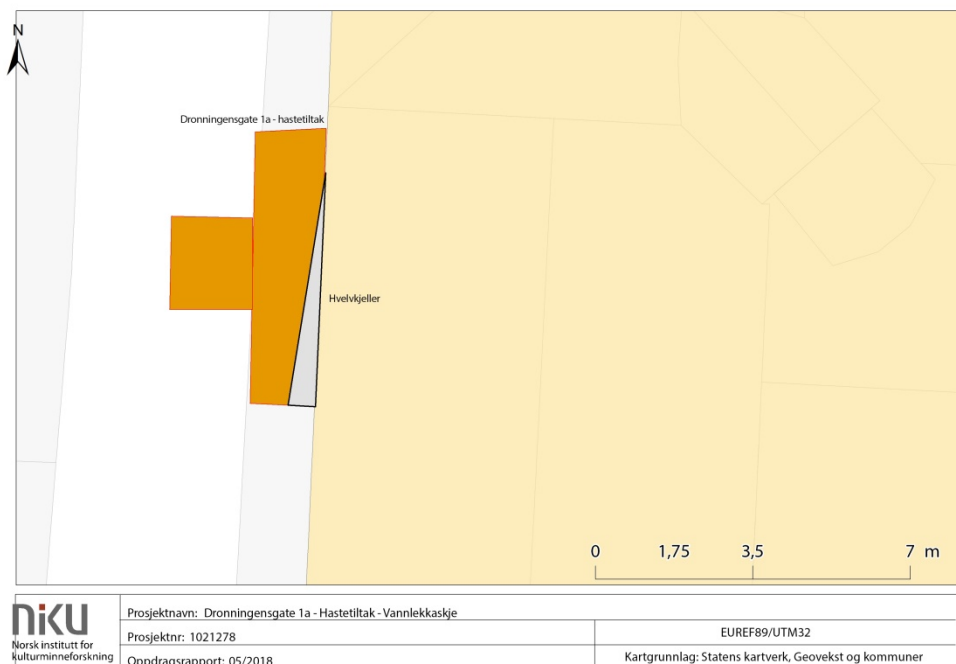 N
Dronningensgate 1a - hastetiltak
Hvelvkjeller
0 1,75 3,5 7 m
niku
Norsk institutt for
kulturminneforskning
Prosjektnavn: Dronningensgate 1a - Hastetiltak - Vannlekkaskje
Prosjektnr: 1021278
EUREF89/UTM32
Oppdragsrapport: 05/2018
Kartgrunnlag: Statens kartverk, Geovekst og kommuner